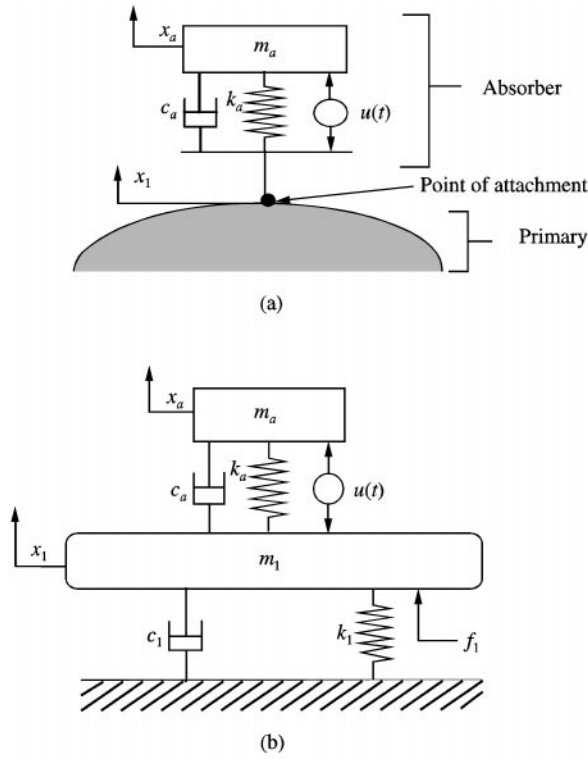 x_a
m_a
Absorber
c_a
k_a
u(t)
x_1
Point of attachment
Primary
(a)
x_a
m_a
c_a
k_a
u(t)
x_1
m_1
c_1
k_1
f_1
(b)